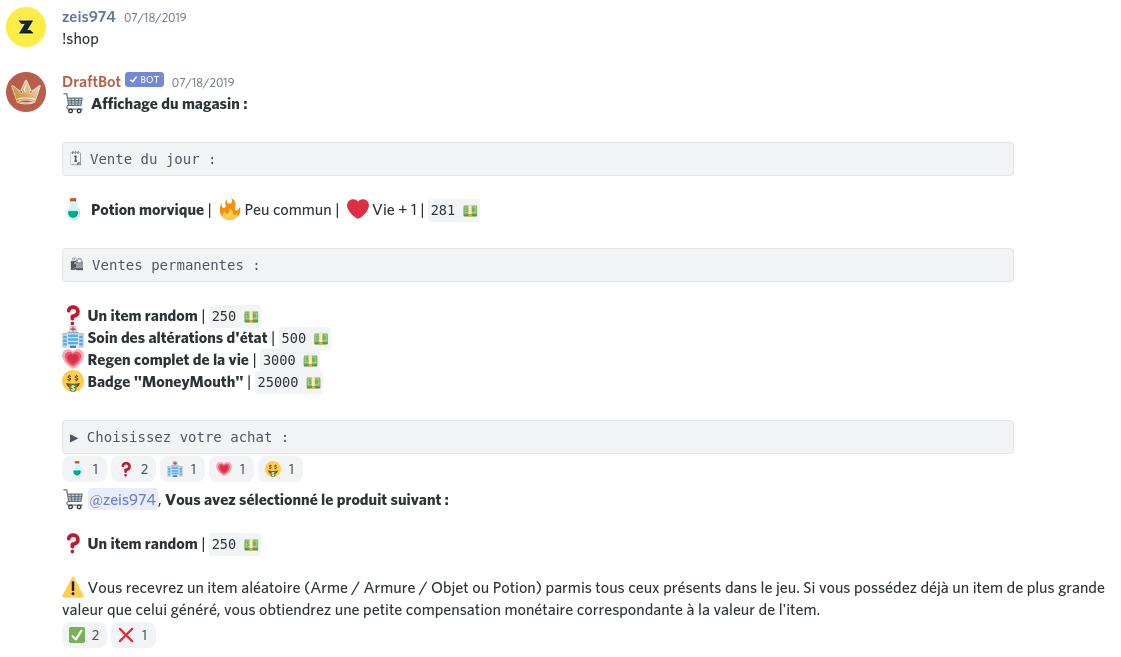 zeis974 07/18/2019
!shop
DraftBot ✓ BOT 07/18/2019
🛒 Affichage du magasin :
🗓 Vente du jour :
Potion morvique | 🔥 Peu commun | ❤️ Vie + 1 | 281 💵
🛍 Ventes permanentes :
❓ Un item random | 250 💵
🏥 Soin des altérations d'état | 500 💵
💗 Regen complet de la vie | 3000 💵
🤑 Badge "MoneyMouth" | 25000 💵
▶ Choisissez votre achat :
1 ❓ 2 🏥 1 💗 1 🤑 1
🛒 @zeis974, Vous avez sélectionné le produit suivant :
❓ Un item random | 250 💵
⚠️ Vous recevrez un item aléatoire (Arme / Armure / Objet ou Potion) parmis tous ceux présents dans le jeu. Si vous possédez déjà un item de plus grande
valeur que celui généré, vous obtiendrez une petite compensation monétaire correspondante à la valeur de l'item.
✅ 2 ❌ 1